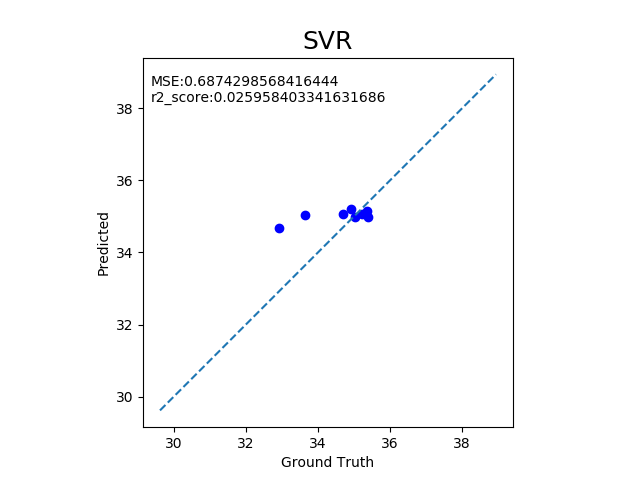 SVR
MSE:0.6874298568416444
r2_score:0.025958403341631686
38
36
34
32
30
Predicted
30 32 34 36 38
Ground Truth